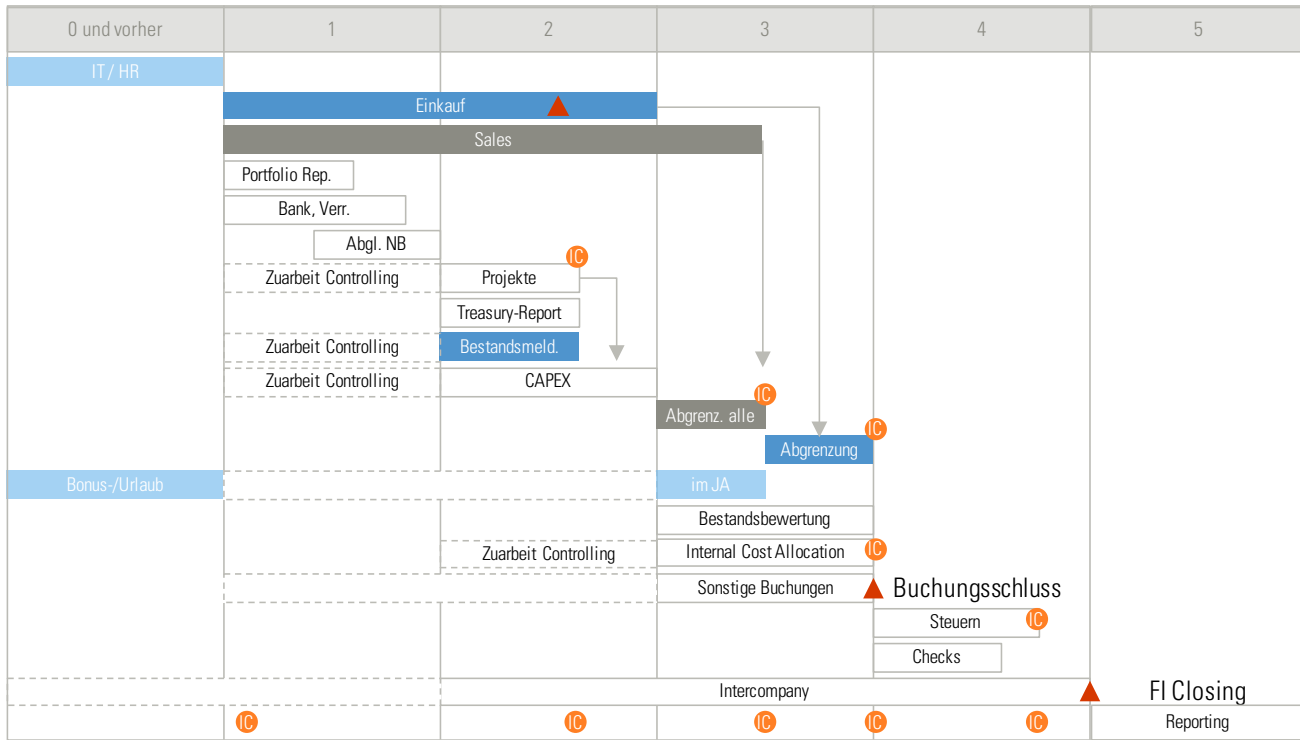 0 und vorher
1
2
3
4
5
IT / HR
Einkauf
Sales
Portfolio Rep.
Bank, Verr.
Abgl. NB
IC
Zuarbeit Controlling
Projekte
Treasury-Report
Zuarbeit Controlling
Bestandsmeld.
Zuarbeit Controlling
CAPEX
IC
Abgrenz. alle
IC
Abgrenzung
Bonus-/Urlaub
im JA
Bestandsbewertung
Zuarbeit Controlling
Internal Cost Allocation
IC
Sonstige Buchungen
Buchungsschluss
Steuern
IC
Checks
Intercompany
FI Closing
IC
IC
IC
IC
IC
Reporting